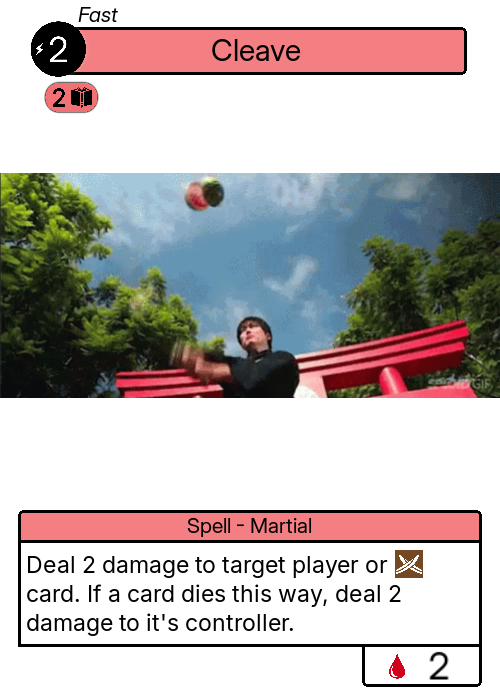 Fast
2
Cleave
2
Spell - Martial
Deal 2 damage to target player or
card. If a card dies this way, deal 2
damage to it's controller.
2